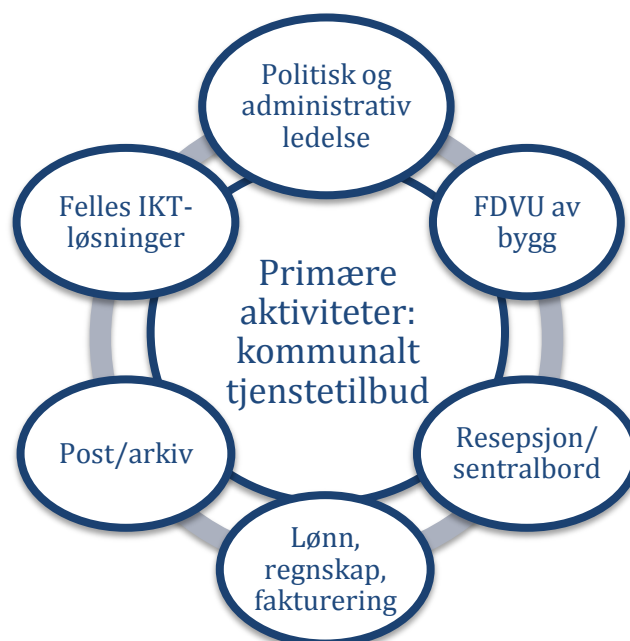 Politisk og
administrativ
ledelse
Felles IKT-
løsninger
FDVU av
bygg
Primære
aktiviteter:
kommunalt
tjenstetilbud
Post/arkiv
Resepsjon/
sentralbord
Lønn,
regnskap,
fakturering